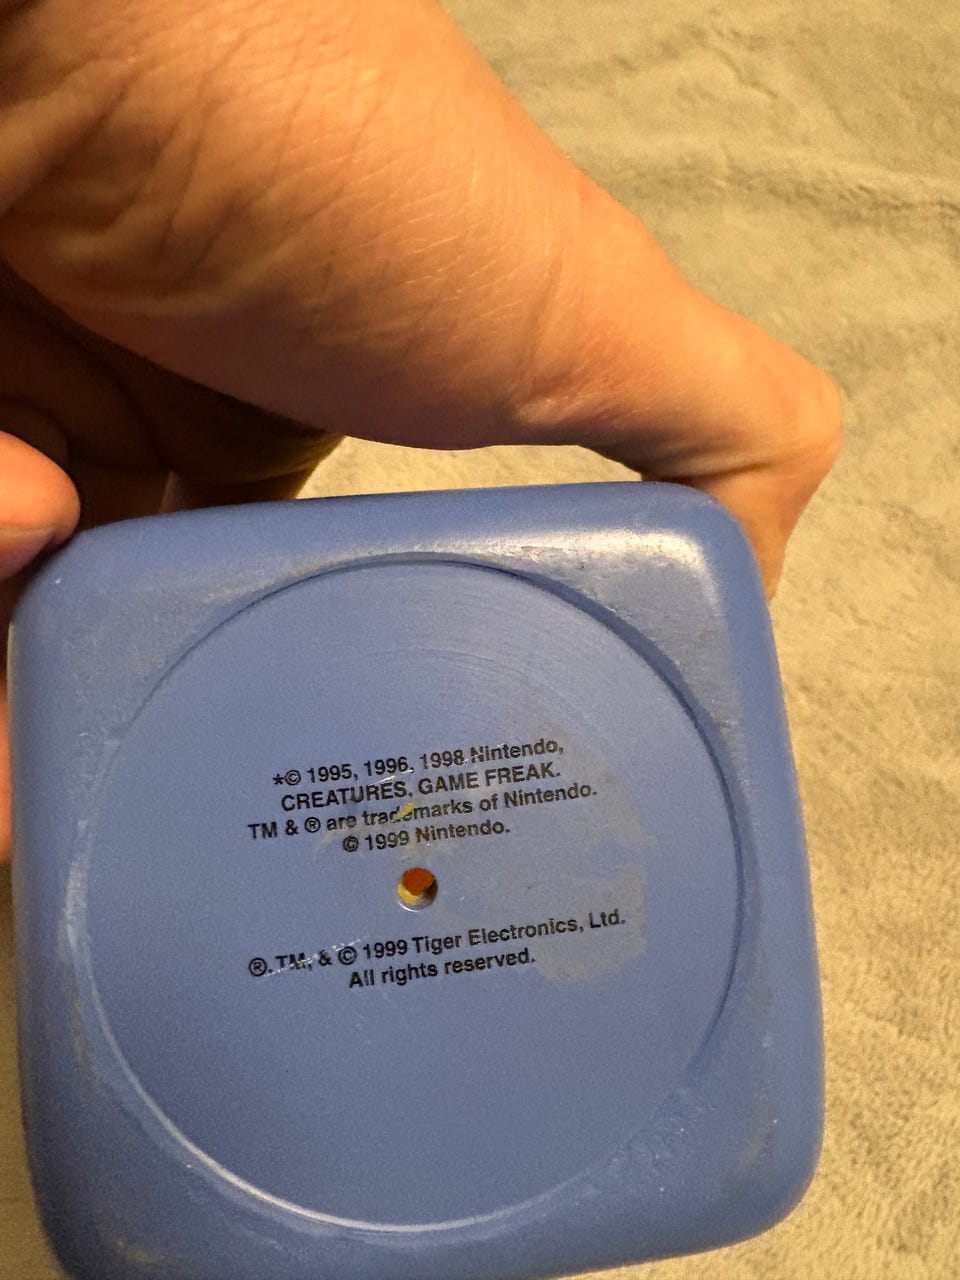 *© 1995, 1996, 1998 Nintendo,
CREATURES, GAME FREAK.
TM & ® are trademarks of Nintendo.
© 1999 Nintendo.
®, TM, & © 1999 Tiger Electronics, Ltd.
All rights reserved.